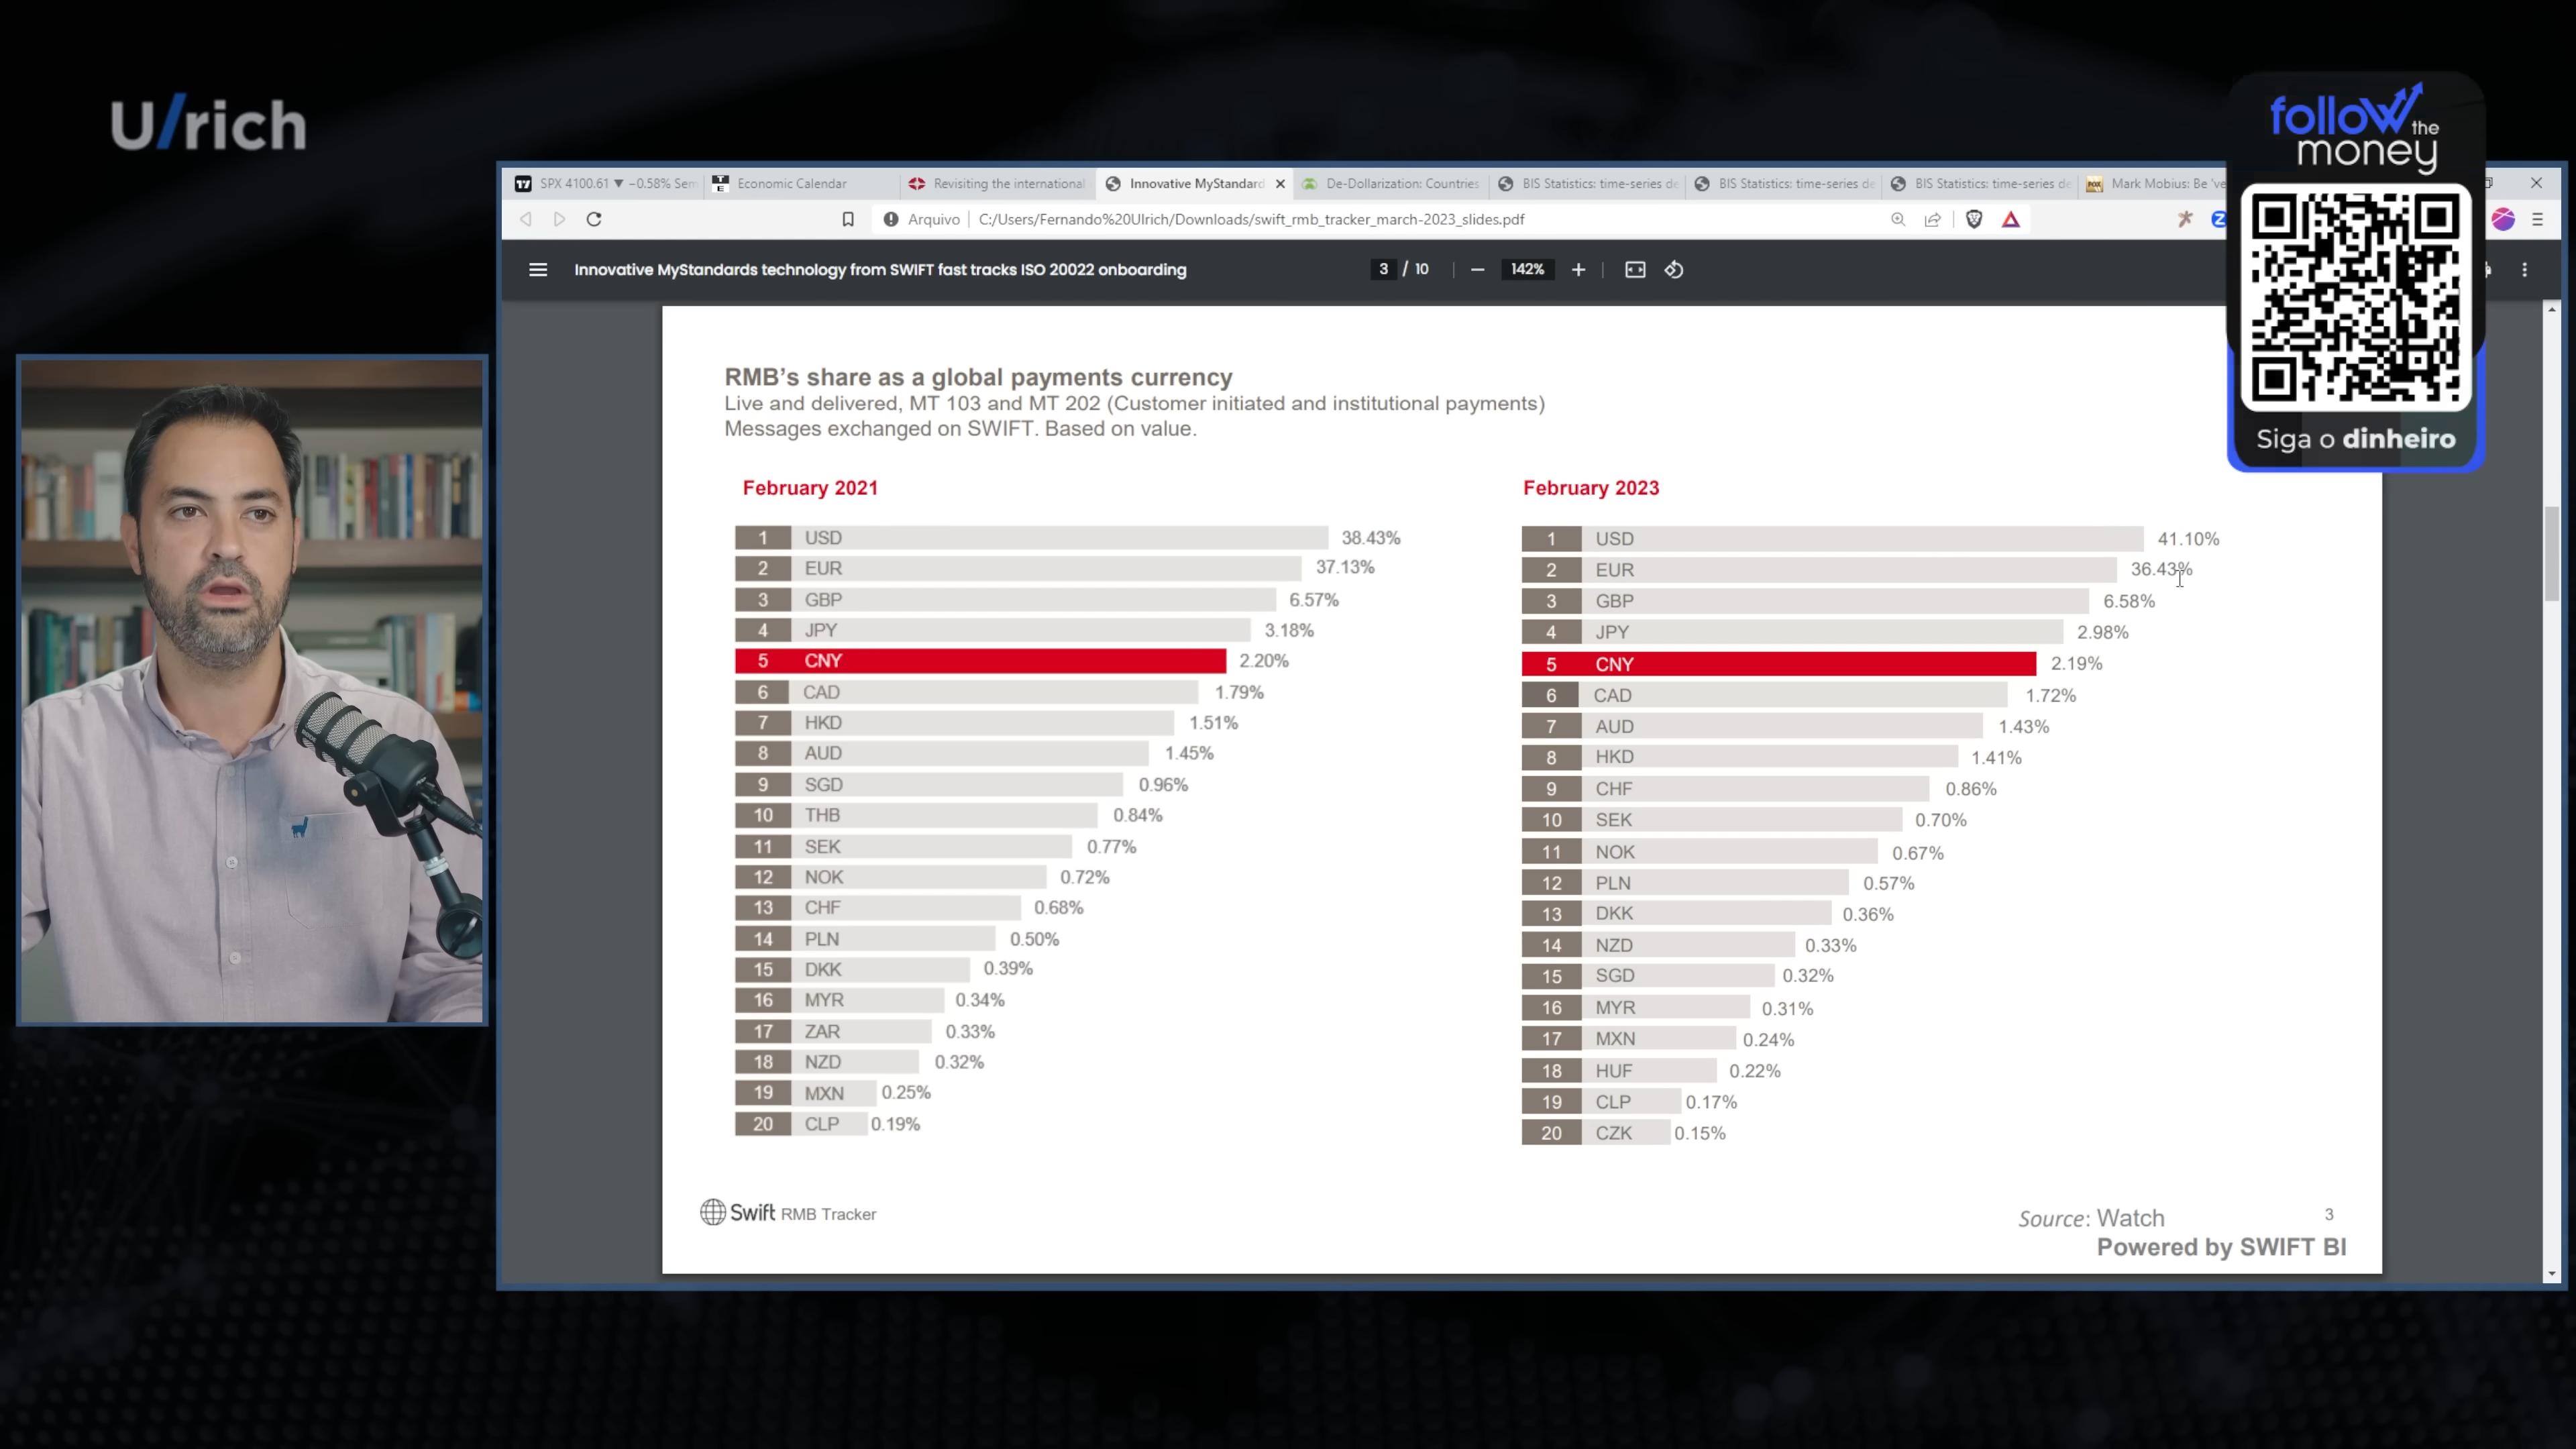 U/rich
follow the money
Siga o dinheiro
SPX 4100.61 ▼ −0.58% Sem
Economic Calendar
Revisiting the international
Innovative MyStandard
De-Dollarization: Countries
BIS Statistics: time-series de
BIS Statistics: time-series de
BIS Statistics: time-series de
Mark Mobius: Be 've
Arquivo C:/Users/Fernando%20Ulrich/Downloads/swift_rmb_tracker_march-2023_slides.pdf
Innovative MyStandards technology from SWIFT fast tracks ISO 20022 onboarding
3 / 10 — 142% +
RMB's share as a global payments currency
Live and delivered, MT 103 and MT 202 (Customer initiated and institutional payments)
Messages exchanged on SWIFT. Based on value.
February 2021
1 USD 38.43%
2 EUR 37.13%
3 GBP 6.57%
4 JPY 3.18%
5 CNY 2.20%
6 CAD 1.79%
7 HKD 1.51%
8 AUD 1.45%
9 SGD 0.96%
10 THB 0.84%
11 SEK 0.77%
12 NOK 0.72%
13 CHF 0.68%
14 PLN 0.50%
15 DKK 0.39%
16 MYR 0.34%
17 ZAR 0.33%
18 NZD 0.32%
19 MXN 0.25%
20 CLP 0.19%
February 2023
1 USD 41.10%
2 EUR 36.43%
3 GBP 6.58%
4 JPY 2.98%
5 CNY 2.19%
6 CAD 1.72%
7 AUD 1.43%
8 HKD 1.41%
9 CHF 0.86%
10 SEK 0.70%
11 NOK 0.67%
12 PLN 0.57%
13 DKK 0.36%
14 NZD 0.33%
15 SGD 0.32%
16 MYR 0.31%
17 MXN 0.24%
18 HUF 0.22%
19 CLP 0.17%
20 CZK 0.15%
Swift RMB Tracker
Source: Watch
Powered by SWIFT BI
3